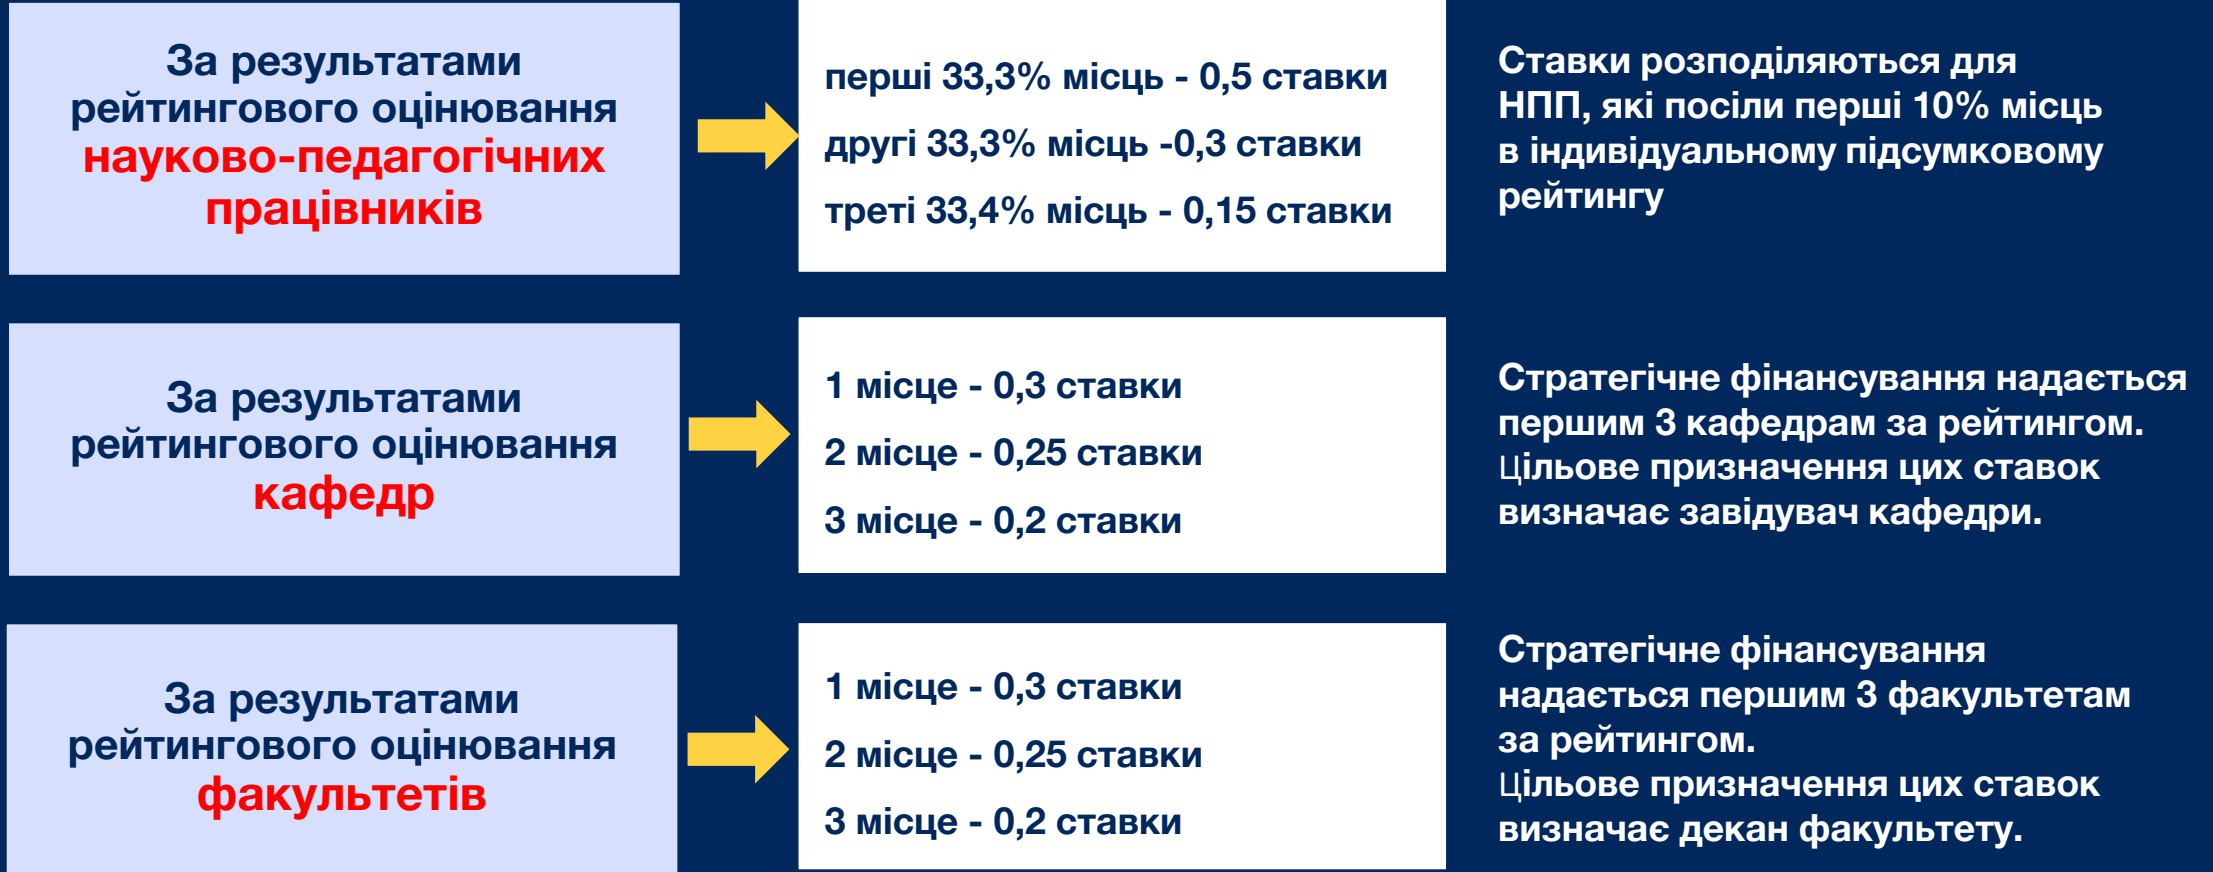 За результатами
рейтингового оцінювання
науково-педагогічних
працівників
перші 33,3% місць - 0,5 ставки
другі 33,3% місць -0,3 ставки
треті 33,4% місць - 0,15 ставки
Ставки розподіляються для
НПП, які посіли перші 10% місць
в індивідуальному підсумковому
рейтингу
За результатами
рейтингового оцінювання
кафедр
1 місце - 0,3 ставки
2 місце - 0,25 ставки
3 місце - 0,2 ставки
Стратегічне фінансування надається
першим 3 кафедрам за рейтингом.
Цільове призначення цих ставок
визначає завідувач кафедри.
За результатами
рейтингового оцінювання
факультетів
1 місце - 0,3 ставки
2 місце - 0,25 ставки
3 місце - 0,2 ставки
Стратегічне фінансування
надається першим 3 факультетам
за рейтингом.
Цільове призначення цих ставок
визначає декан факультету.